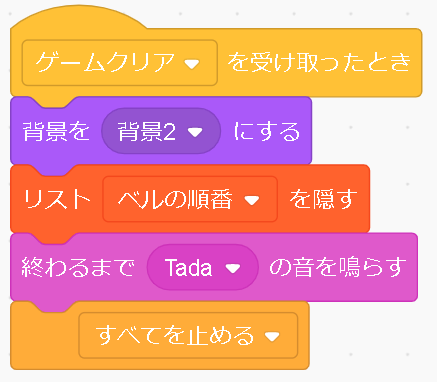 ゲームクリア を受け取ったとき
背景を 背景2 にする
リスト ベルの順番 を隠す
終わるまで Tada の音を鳴らす
すべてを止める